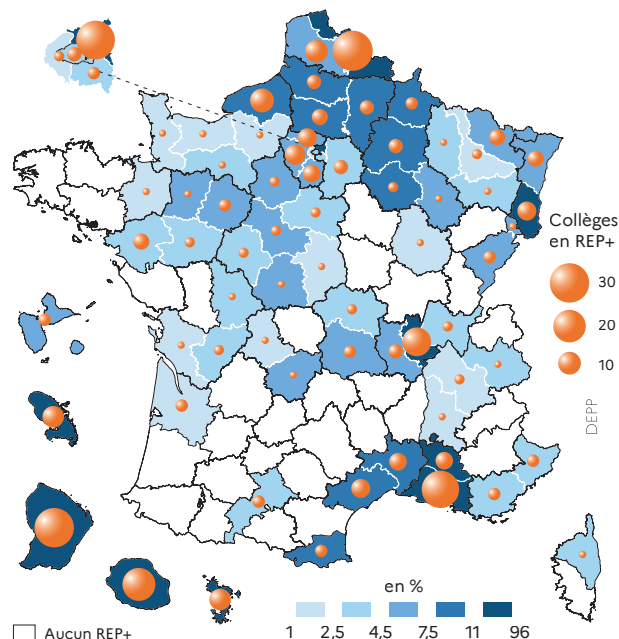 Collèges
en REP+
30
20
10
DEPP
en %
1 2,5 4,5 7,5 11 96
Aucun REP+